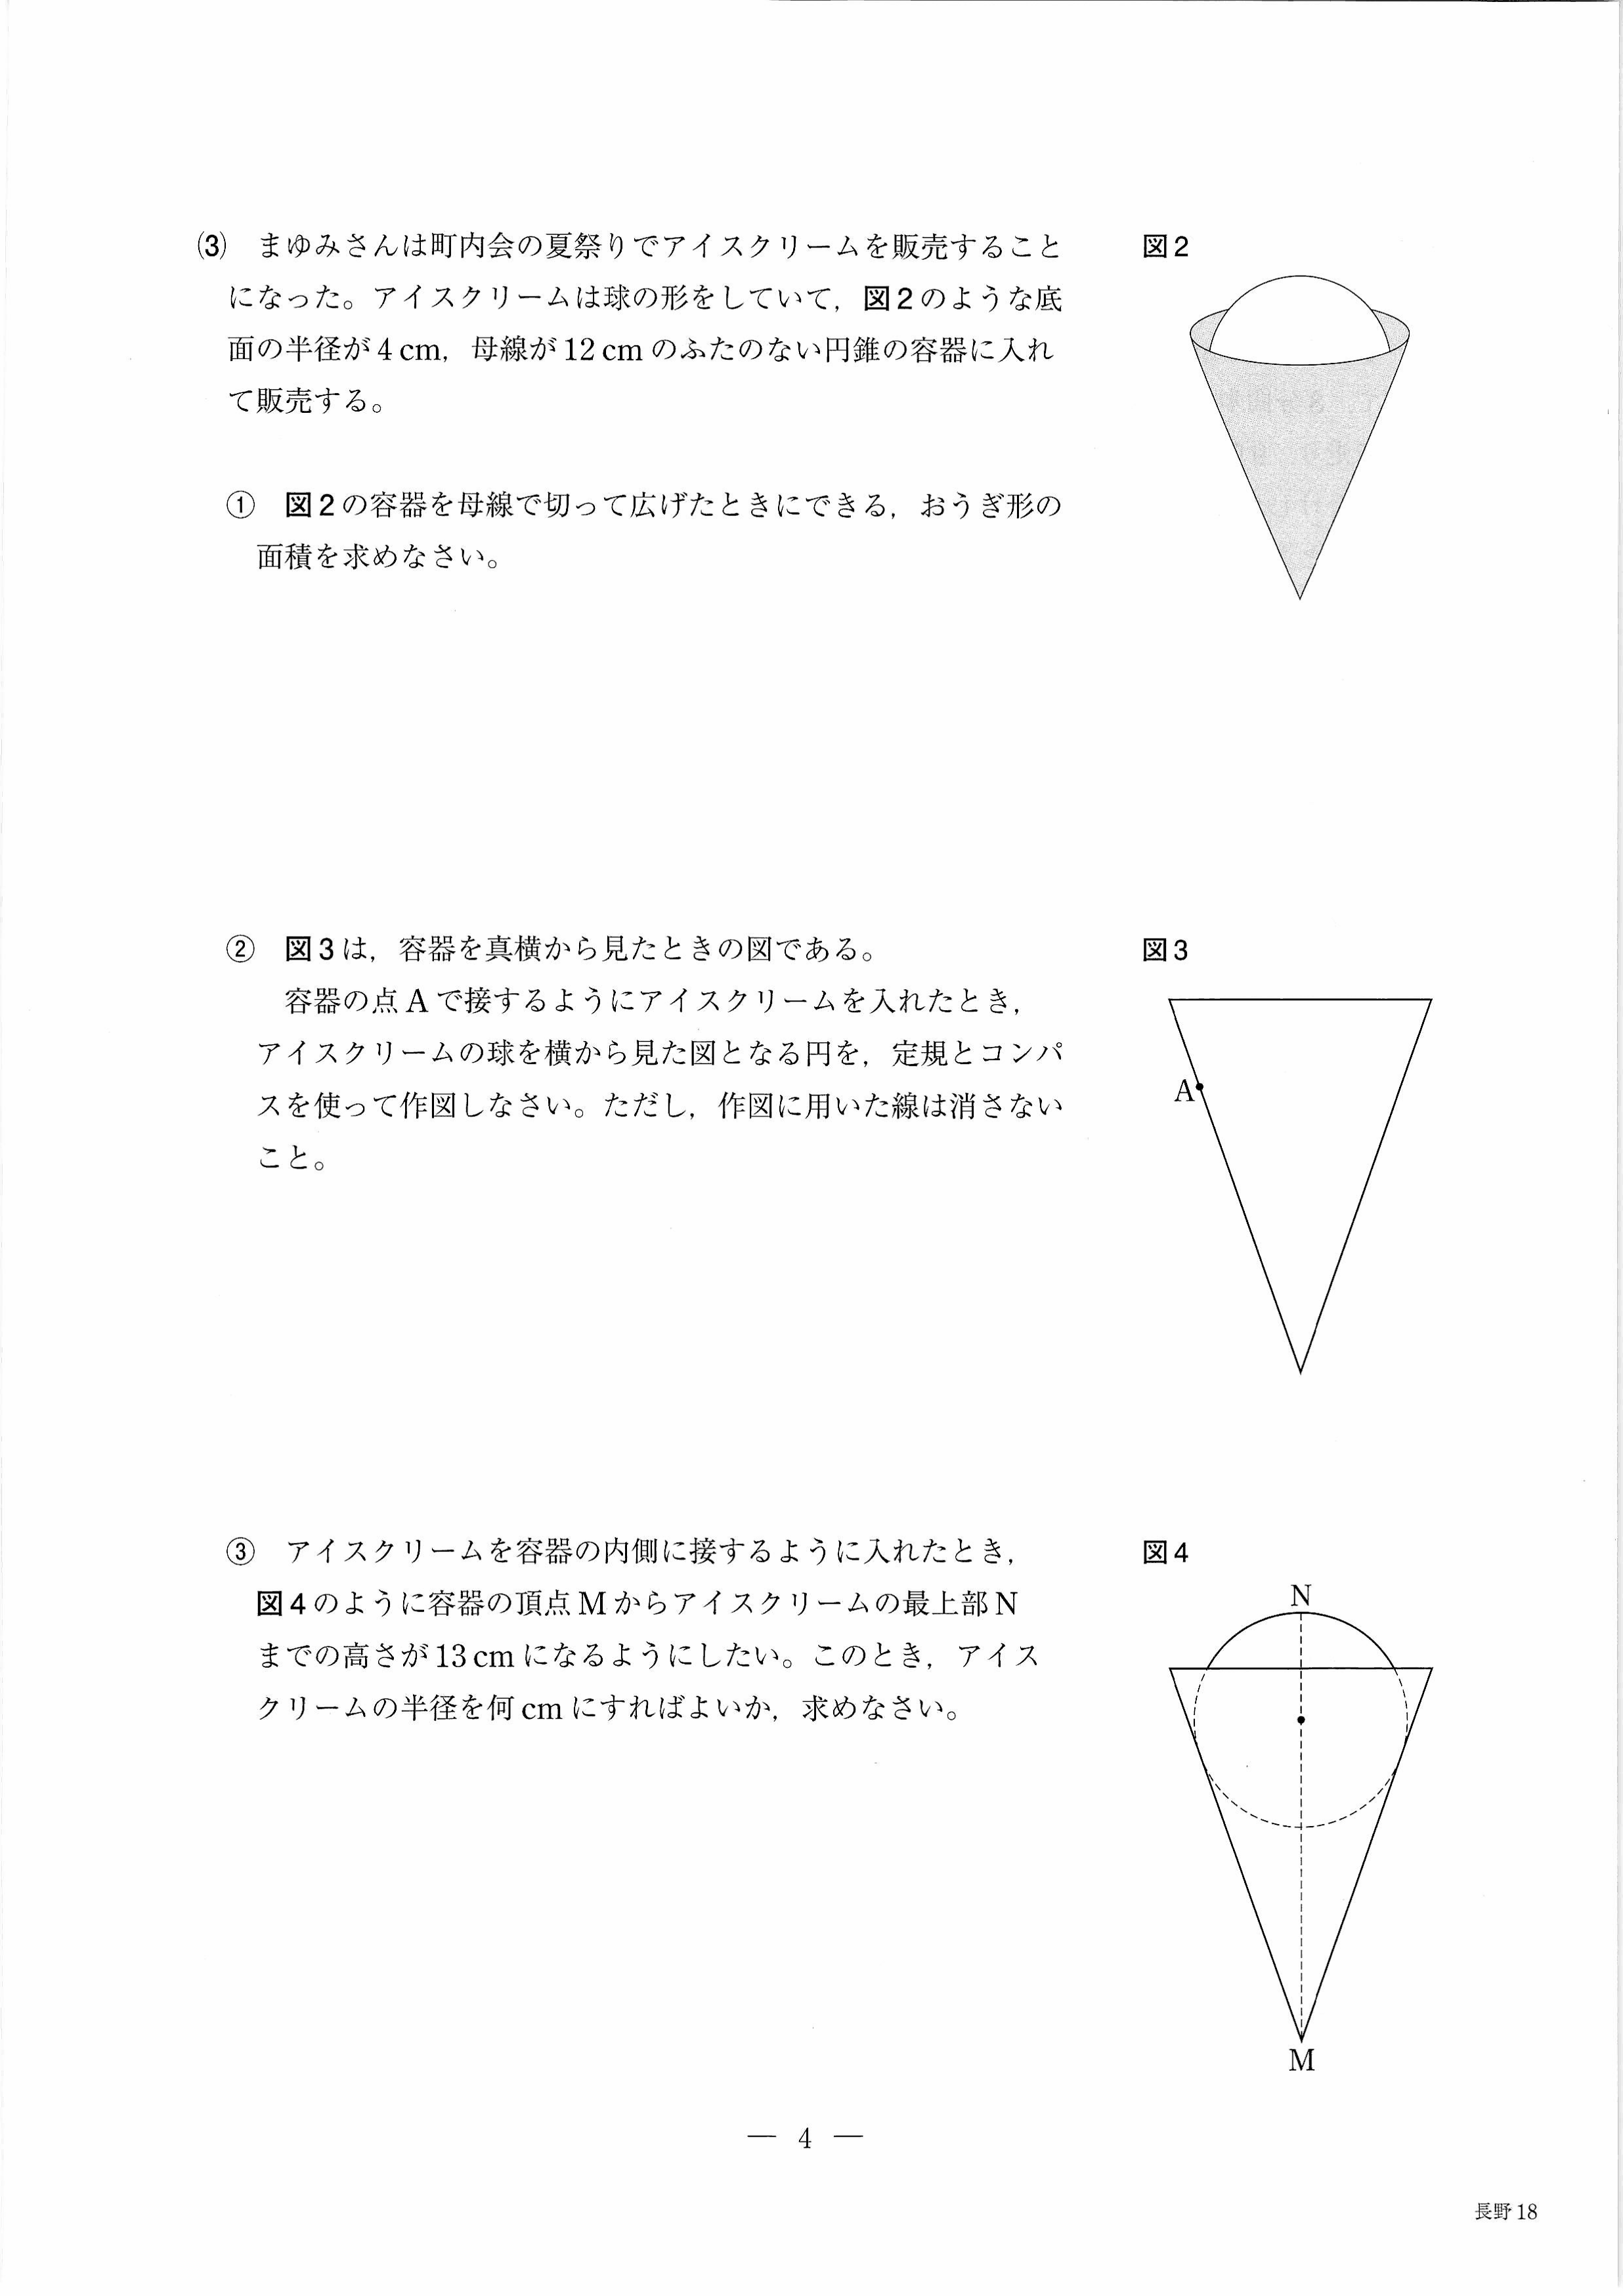 (3) まゆみさんは町内会の夏祭りでアイスクリームを販売すること
になった。アイスクリームは球の形をしていて，図2のような底
面の半径が4cm，母線が12cmのふたのない円錐の容器に入れ
て販売する。
図2
① 図2の容器を母線で切って広げたときにできる，おうぎ形の
面積を求めなさい。
② 図3は，容器を真横から見たときの図である。
容器の点Aで接するようにアイスクリームを入れたとき，
アイスクリームの球を横から見た図となる円を，定規とコンパ
スを使って作図しなさい。ただし，作図に用いた線は消さない
こと。
図3
A
③ アイスクリームを容器の内側に接するように入れたとき，
図4のように容器の頂点Mからアイスクリームの最上部N
までの高さが13cmになるようにしたい。このとき，アイス
クリームの半径を何cmにすればよいか，求めなさい。
図4
N
M
― 4 ―
長野18